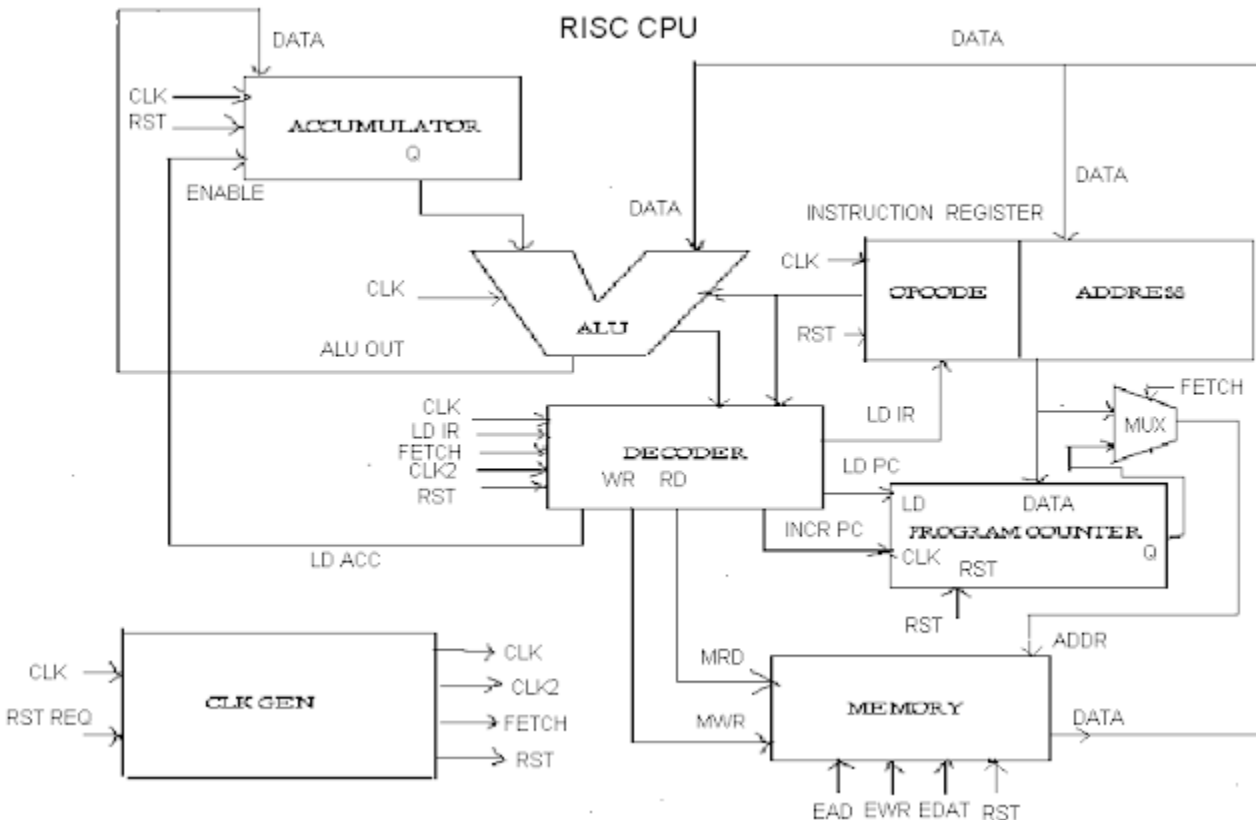 RISC CPU
DATA
DATA
CLK
RST
ACCUMULATOR
Q
ENABLE
DATA
DATA
INSTRUCTION REGISTER
CLK
OPCODE
ADDRESS
RST
CLK
ALU
ALU OUT
FETCH
MUX
CLK
LD IR
FETCH
CLK2
RST
DECODER
WR RD
LD IR
LD PC
INCR PC
LD ACC
LD
DATA
PROGRAM COUNTER
CLK
Q
RST
RST
ADDR
CLK
RST REQ
CLK GEN
CLK
CLK2
FETCH
RST
MRD
MWR
MEMORY
DATA
EAD
EWR
EDAT
RST